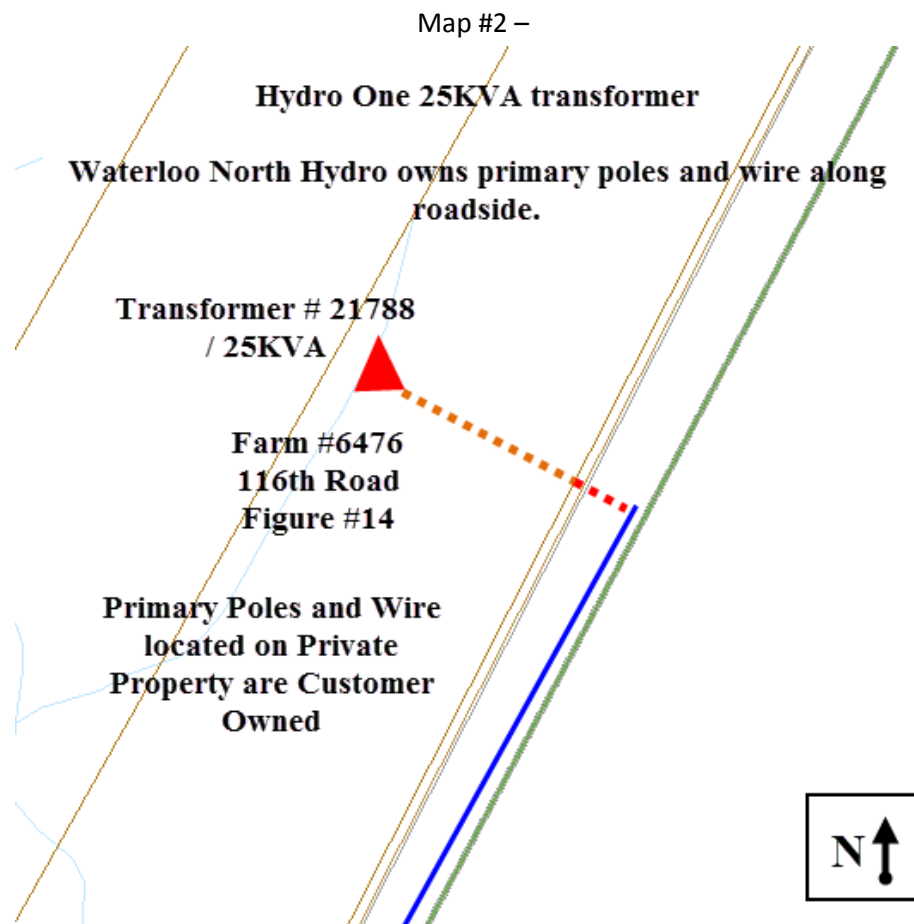 Map #2 –
Hydro One 25KVA transformer
Waterloo North Hydro owns primary poles and wire along
roadside.
Transformer # 21788
/ 25KVA
Farm #6476
116th Road
Figure #14
Primary Poles and Wire
located on Private
Property are Customer
Owned
N